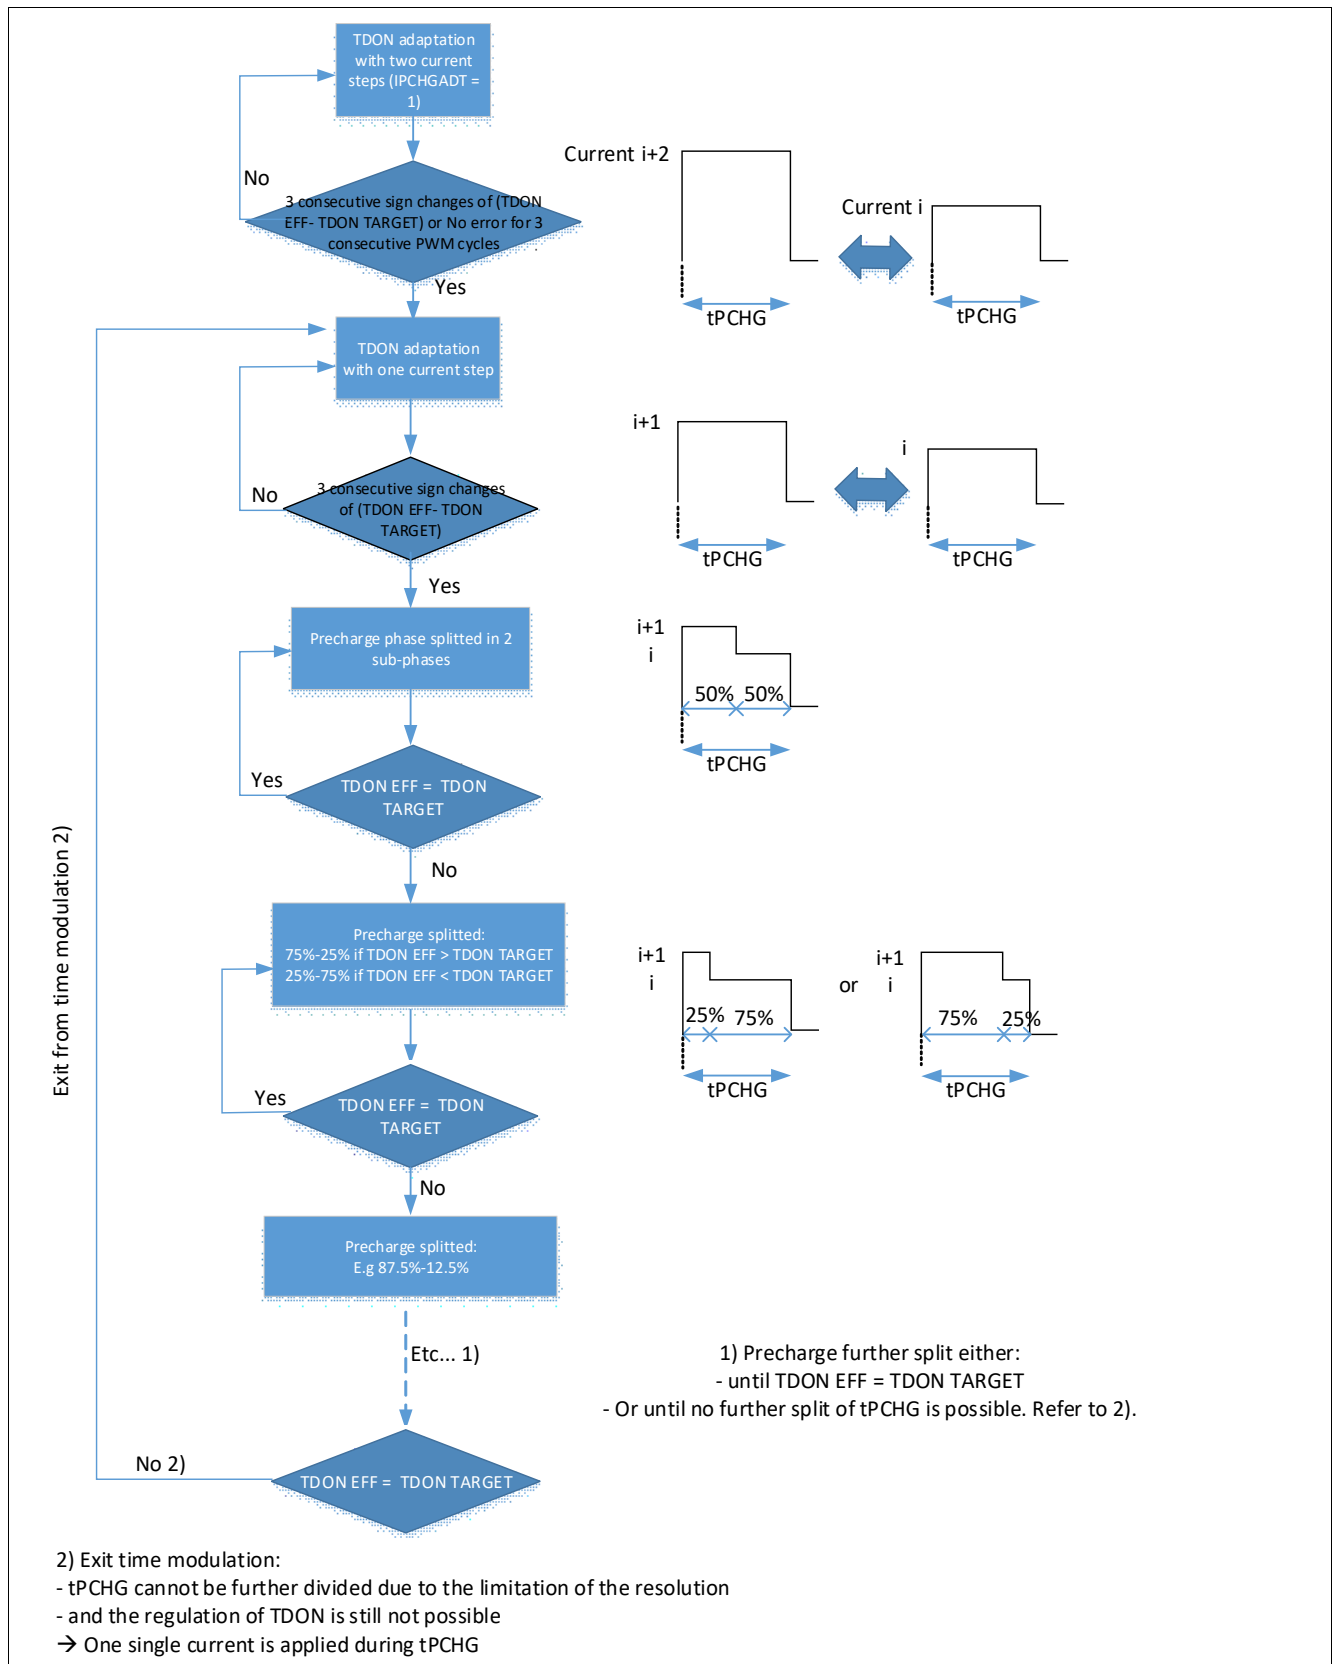 TDON adaptation
with two current
steps (IPCHGADT =
1)
No
3 consecutive sign changes of (TDON
EFF- TDON TARGET) or No error for 3
consecutive PWM cycles
Yes
Current i+2
Current i
tPCHG
tPCHG
TDON adaptation
with one current step
No
3 consecutive sign changes
of (TDON EFF- TDON
TARGET)
Yes
i+1
i
tPCHG
tPCHG
Precharge phase splitted in 2
sub-phases
i+1
i
50%
50%
tPCHG
Yes
TDON EFF = TDON
TARGET
No
Precharge splitted:
75%-25% if TDON EFF > TDON TARGET
25%-75% if TDON EFF < TDON TARGET
i+1
i
25%
75%
tPCHG
or
i+1
i
75%
25%
tPCHG
Yes
TDON EFF = TDON
TARGET
No
Precharge splitted:
E.g 87.5%-12.5%
Etc... 1)
1) Precharge further split either:
- until TDON EFF = TDON TARGET
- Or until no further split of tPCHG is possible. Refer to 2).
No 2)
TDON EFF = TDON TARGET
Exit from time modulation 2)
2) Exit time modulation:
- tPCHG cannot be further divided due to the limitation of the resolution
- and the regulation of TDON is still not possible
→ One single current is applied during tPCHG